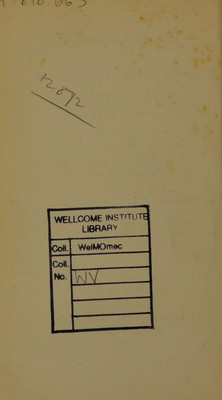 12892
WELLCOME INSTITUTE
LIBRARY
Coll. WelMOmec
Coll.
No. WV